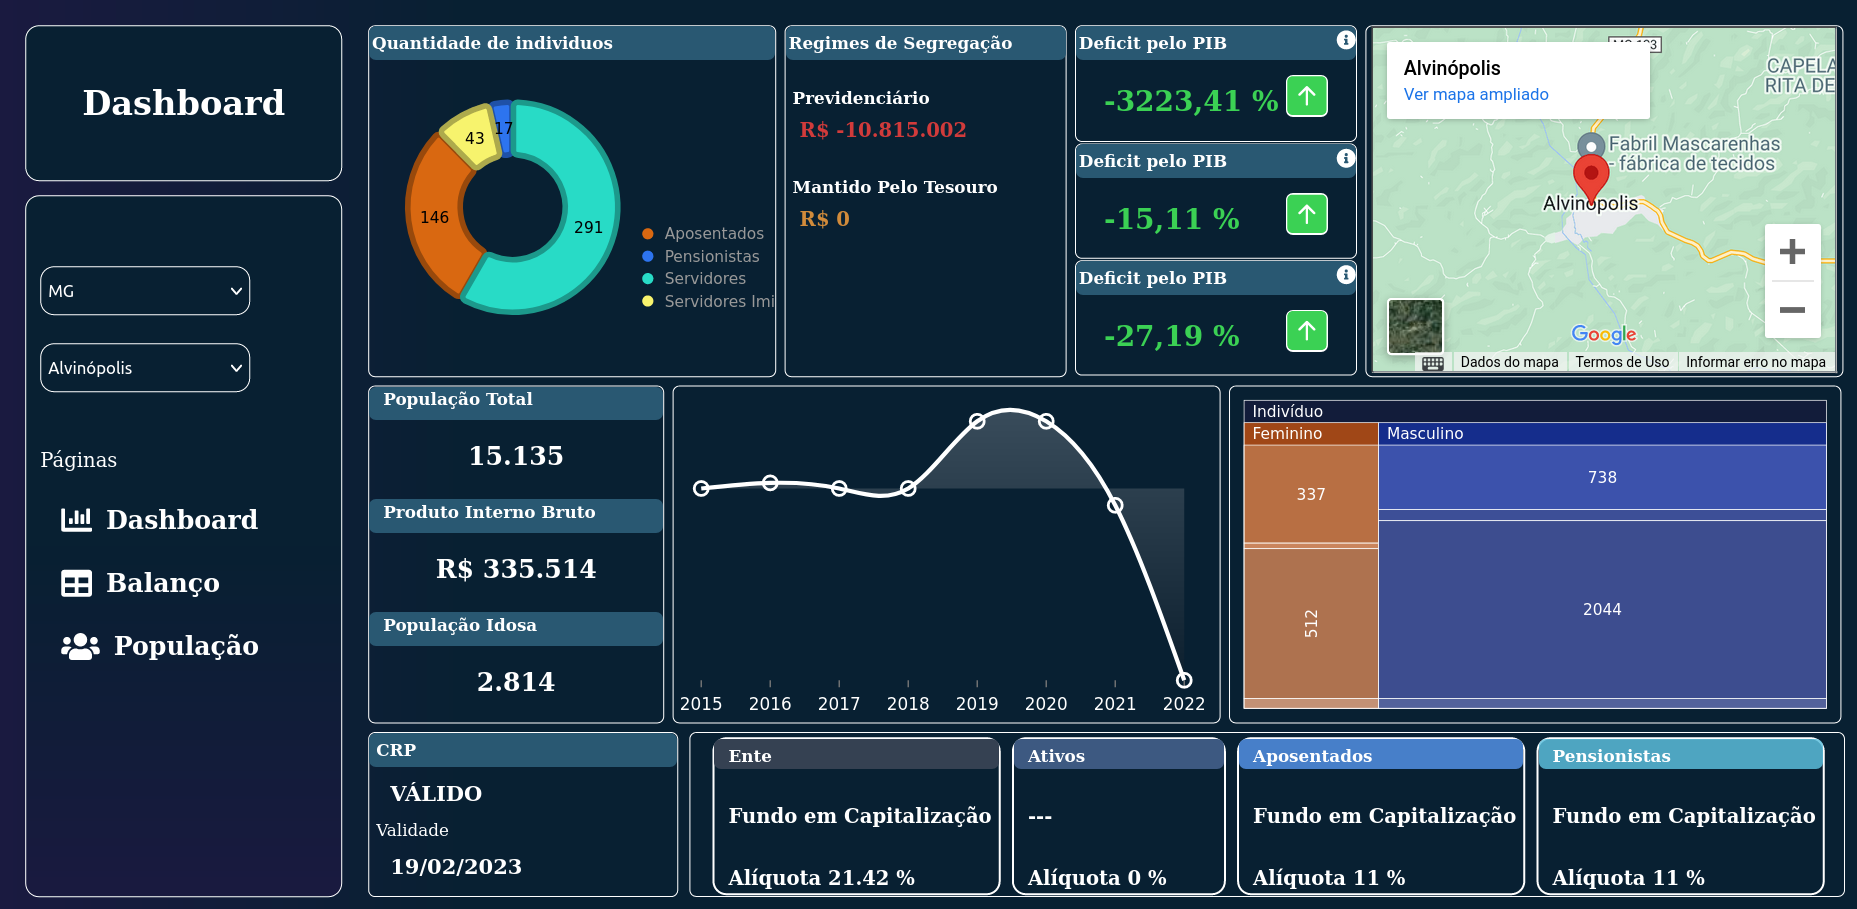 Dashboard
MG
Alvinópolis
Páginas
Dashboard
Balanço
População
Quantidade de individuos
43
17
146
291
Aposentados
Pensionistas
Servidores
Servidores Imi
Regimes de Segregação
Previdenciário
R$ -10.815.002
Mantido Pelo Tesouro
R$ 0
Deficit pelo PIB
-3223,41 %
Deficit pelo PIB
-15,11 %
Deficit pelo PIB
-27,19 %
Alvinópolis
Ver mapa ampliado
CAPELA
RITA DE
Fabril Mascarenhas
- fábrica de tecidos
Alvinópolis
Google
Dados do mapa
Termos de Uso
Informar erro no mapa
População Total
15.135
Produto Interno Bruto
R$ 335.514
População Idosa
2.814
2015 2016 2017 2018 2019 2020 2021 2022
Indivíduo
Feminino
Masculino
337
738
512
2044
CRP
VÁLIDO
Validade
19/02/2023
Ente
Fundo em Capitalização
Alíquota 21.42 %
Ativos
---
Alíquota 0 %
Aposentados
Fundo em Capitalização
Alíquota 11 %
Pensionistas
Fundo em Capitalização
Alíquota 11 %